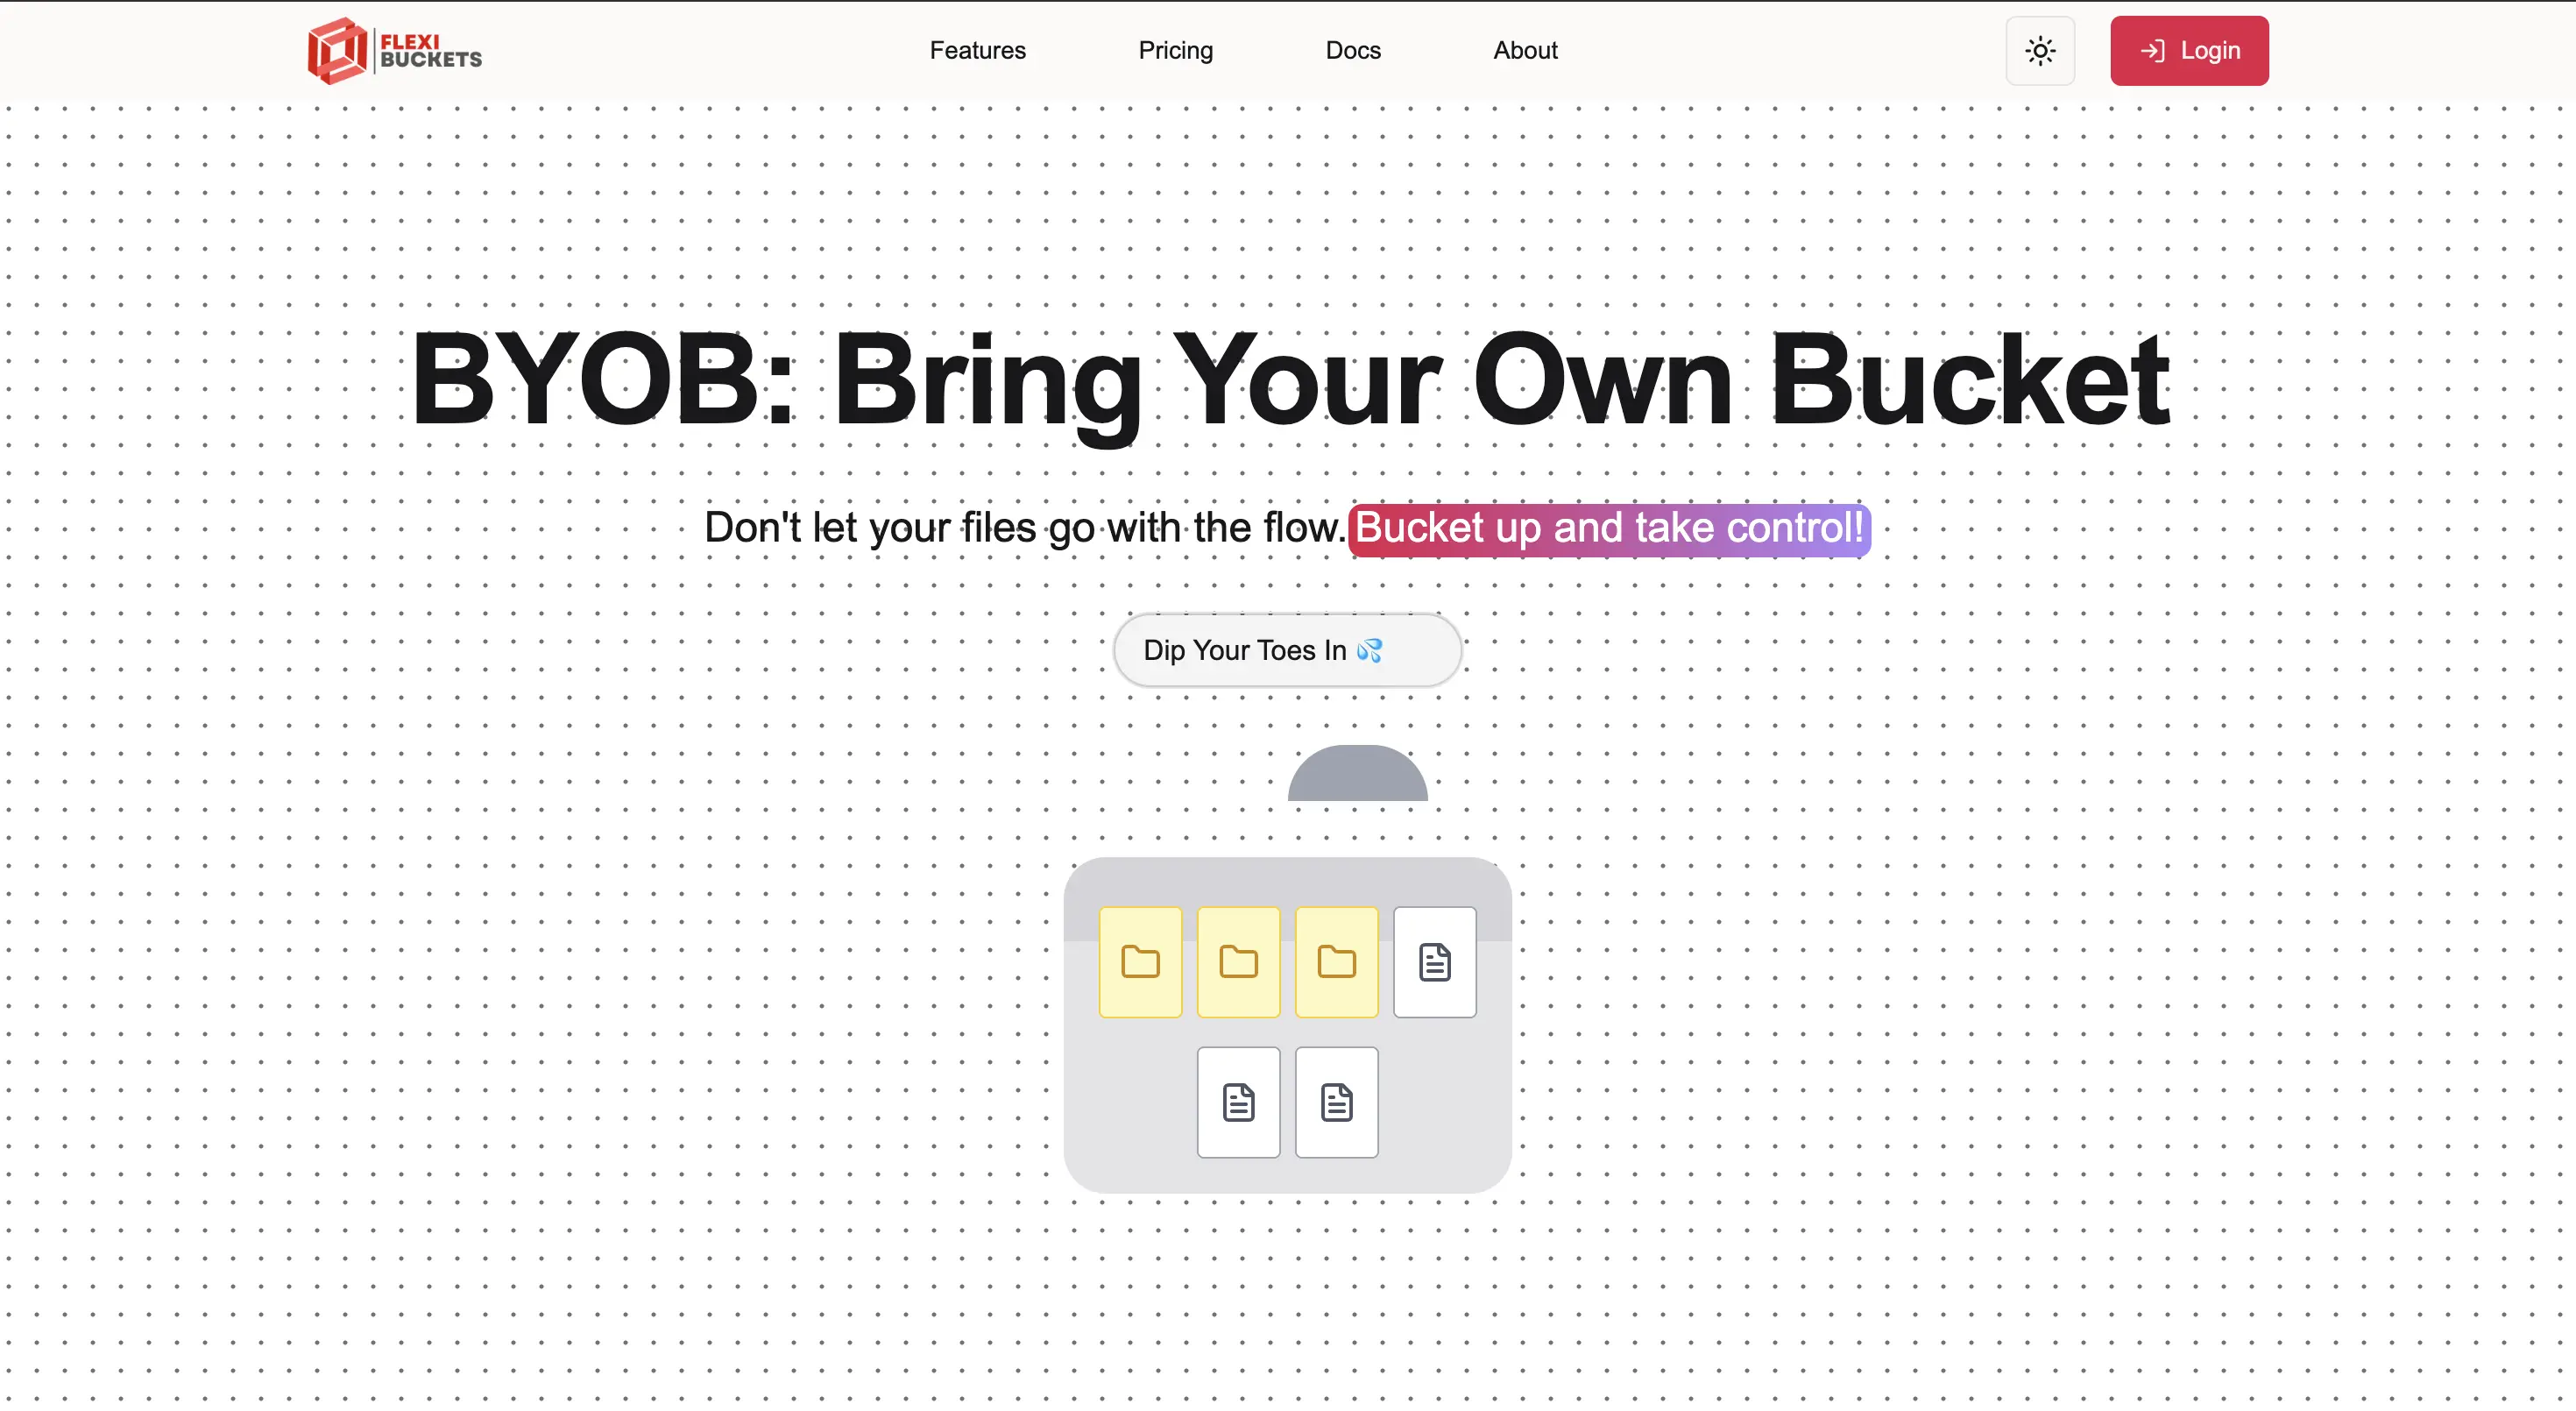 FLEXI
BUCKETS
Features
Pricing
Docs
About
Login
BYOB: Bring Your Own Bucket
Don't let your files go with the flow. Bucket up and take control!
Dip Your Toes In 💦